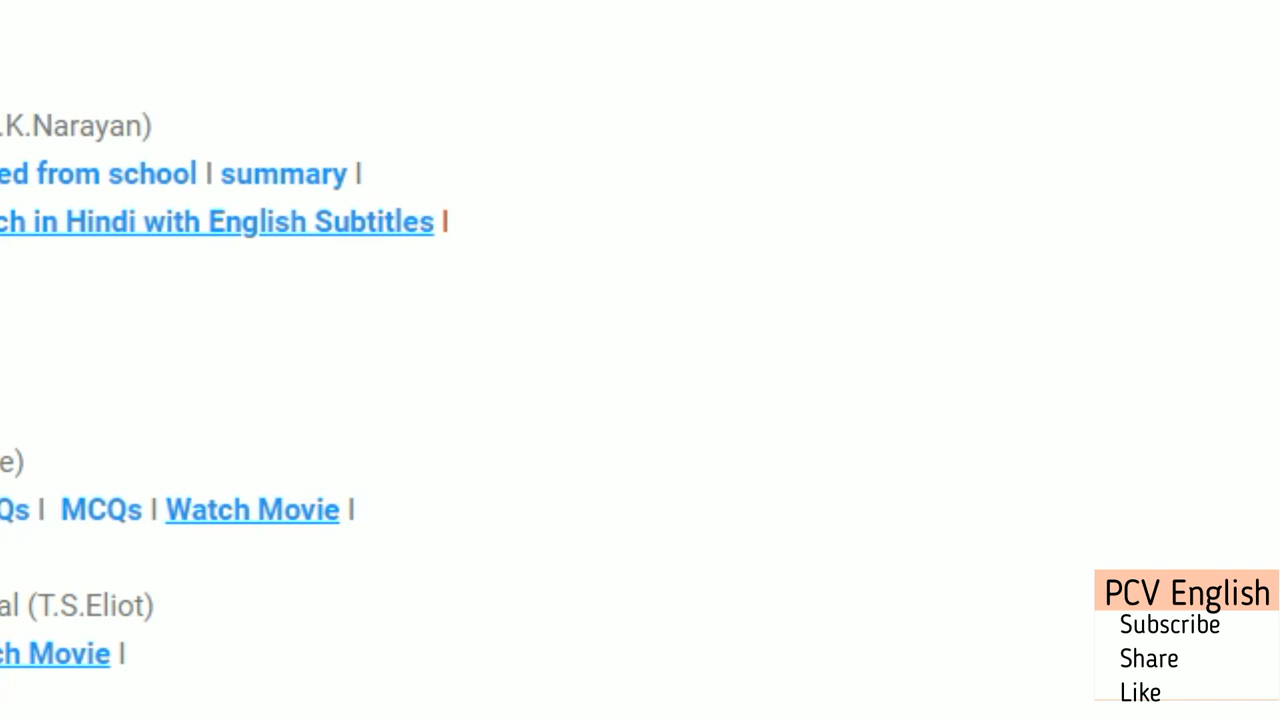 .K.Narayan)
ed from school | summary |
ch in Hindi with English Subtitles |
e)
Qs | MCQs | Watch Movie |
al (T.S.Eliot)
ch Movie |
PCV English
Subscribe
Share
Like